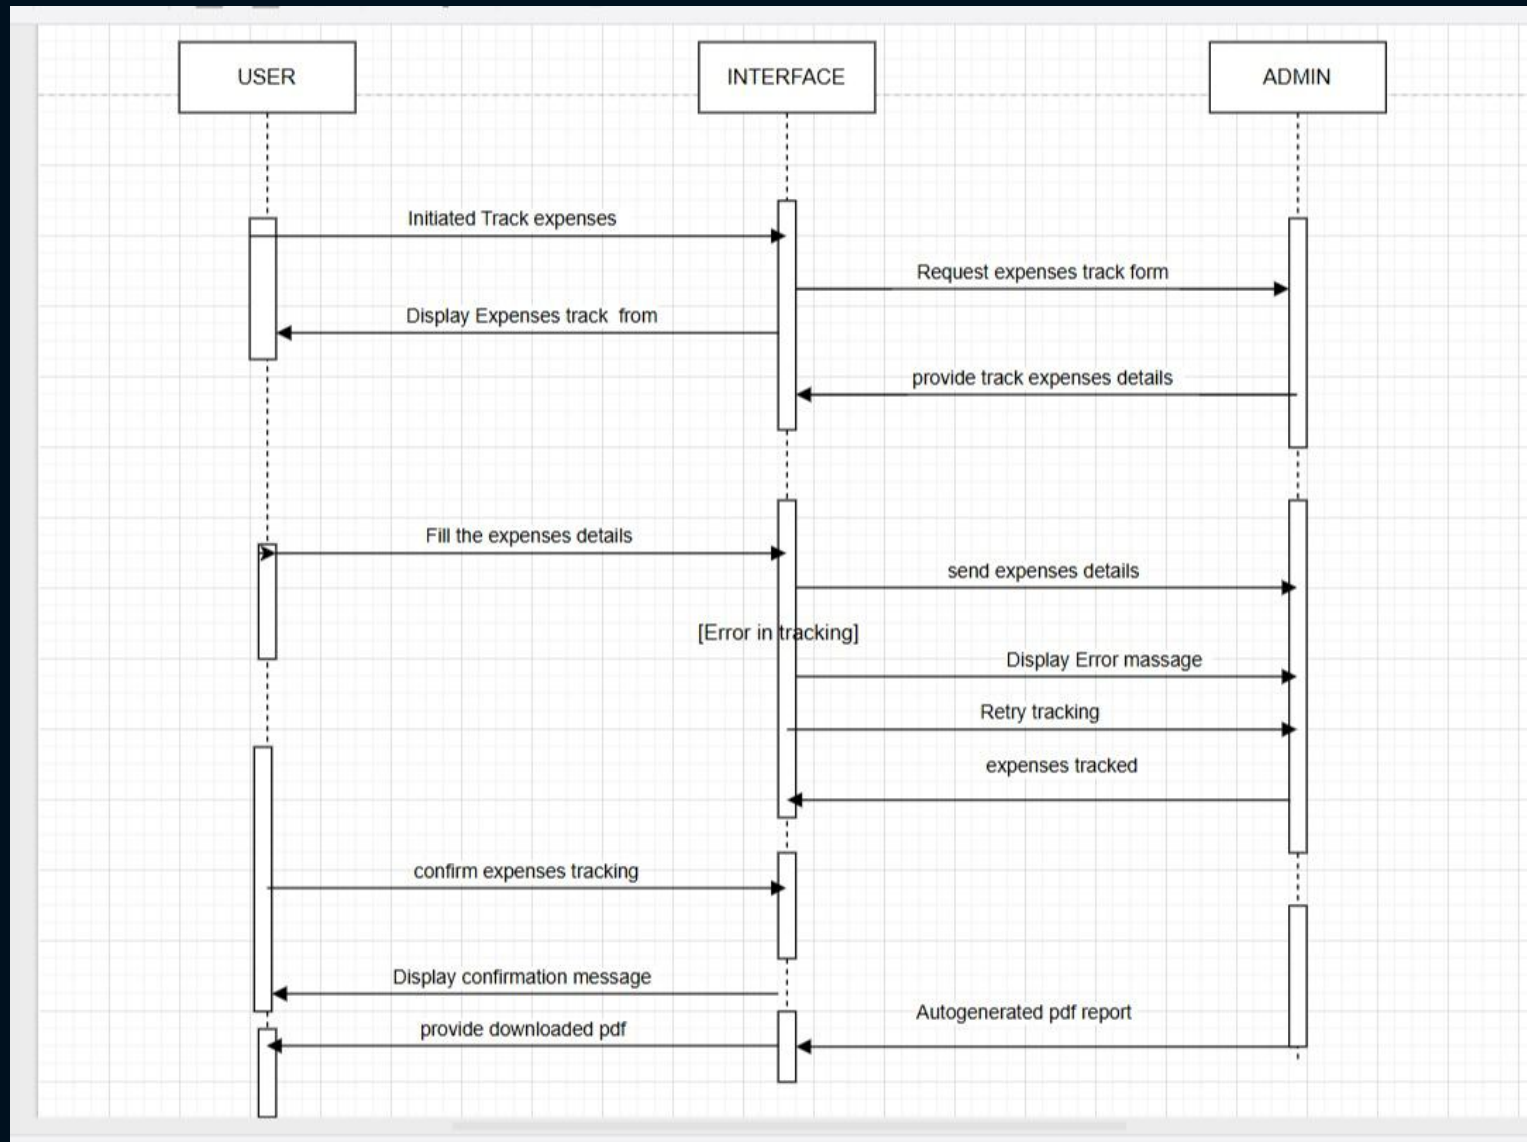 USER
INTERFACE
ADMIN
Initiated Track expenses
Request expenses track form
Display Expenses track from
provide track expenses details
Fill the expenses details
send expenses details
[Error in tracking]
Display Error massage
Retry tracking
expenses tracked
confirm expenses tracking
Display confirmation message
Autogenerated pdf report
provide downloaded pdf